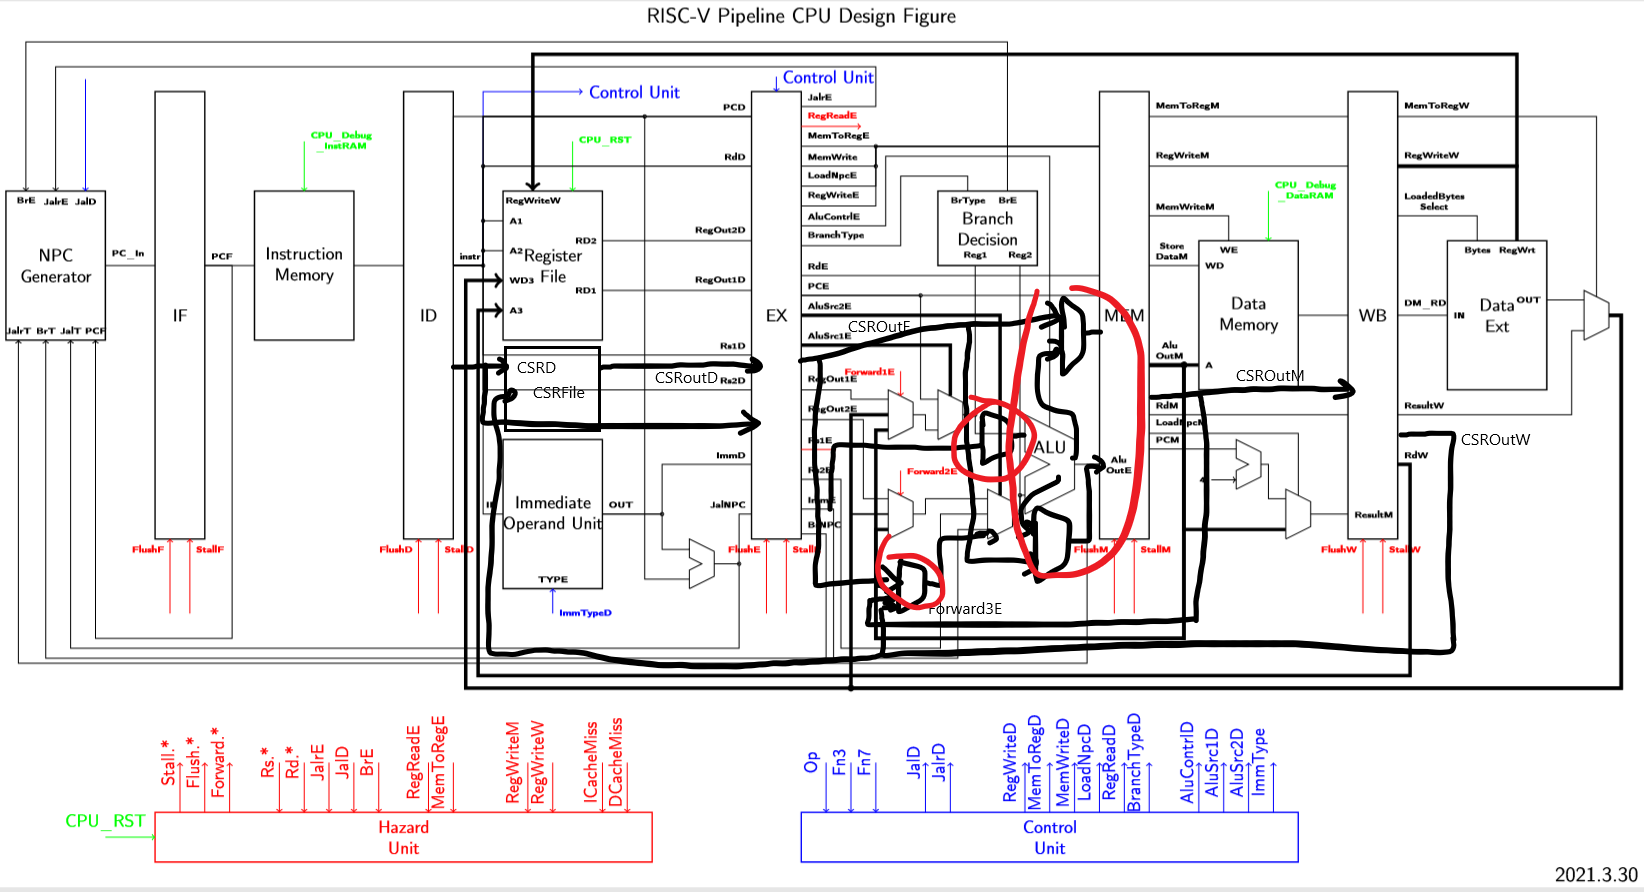 RISC-V Pipeline CPU Design Figure
Control Unit
Control Unit
CPU_Debug
_InstRAM
CPU_RST
CPU_Debug
_DataRAM
BrE JalrE JalD
NPC
Generator
JalrT BrT JalT PCF
PC_In
IF
PCF
Instruction
Memory
ID
instr
RegWriteW
A1
A2
WD3
A3
RD2
RD1
Register
File
CSRD
CSRFile
CSRoutD
Immediate
Operand Unit
OUT
TYPE
ImmTypeD
PCD
RdD
RegOut2D
RegOut1D
Rs1D
Rs2D
ImmD
JalNPC
EX
JalrE
RegReadE
MemToRegE
MemWrite
LoadNpcE
RegWriteE
AluContrlE
BranchType
RdE
PCE
AluSrc2E
AluSrc1E
RegOut1E
RegOut2E
Rs1E
Rs2E
ImmE
BrNPC
CSROutE
Forward1E
Forward2E
Forward3E
BrType BrE
Branch
Decision
Reg1 Reg2
ALU
Alu
OutE
MEM
MemToRegM
RegWriteM
MemWriteM
Store
DataM
Alu
OutM
RdM
LoadNpcM
PCM
4
WE
WD
Data
Memory
A
CSROutM
WB
DM_RD
ResultM
MemToRegW
RegWriteW
LoadedBytes
Select
Bytes RegWrt
Data
Ext
OUT
IN
ResultW
CSROutW
RdW
FlushF StallF
FlushD StallD
FlushE Stall
FlushM StallM
FlushW StallW
Stall.*
Flush.*
Forward.*
Rs.*
Rd.*
JalrE
JalD
BrE
RegReadE
MemToRegE
RegWriteM
RegWriteW
ICacheMiss
DCacheMiss
CPU_RST
Hazard
Unit
Op
Fn3
Fn7
JalD
JalrD
RegWriteD
MemToRegD
MemWriteD
LoadNpcD
RegReadD
BranchTypeD
AluContrlD
AluSrc1D
AluSrc2D
ImmType
Control
Unit
2021.3.30